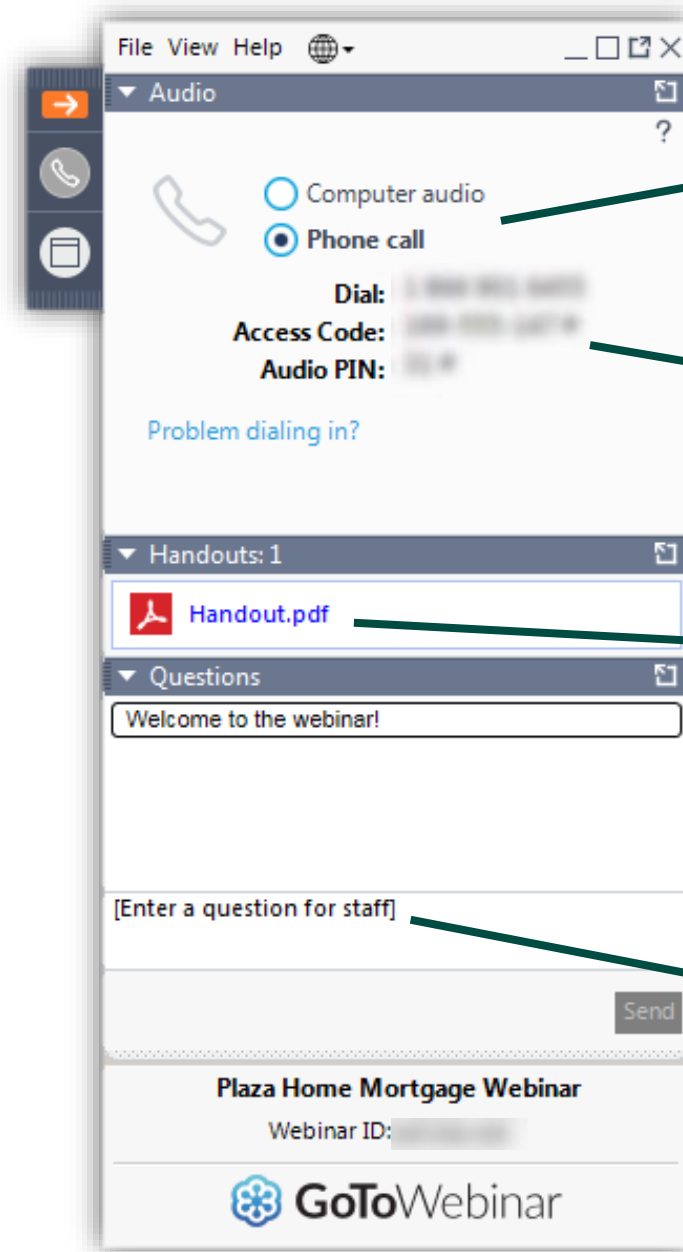 File View Help
Audio
?
Computer audio
Phone call
Dial:
Access Code:
Audio PIN:
Problem dialing in?
Handouts: 1
Handout.pdf
Questions
Welcome to the webinar!
[Enter a question for staff]
Send
Plaza Home Mortgage Webinar
Webinar ID:
GoToWebinar